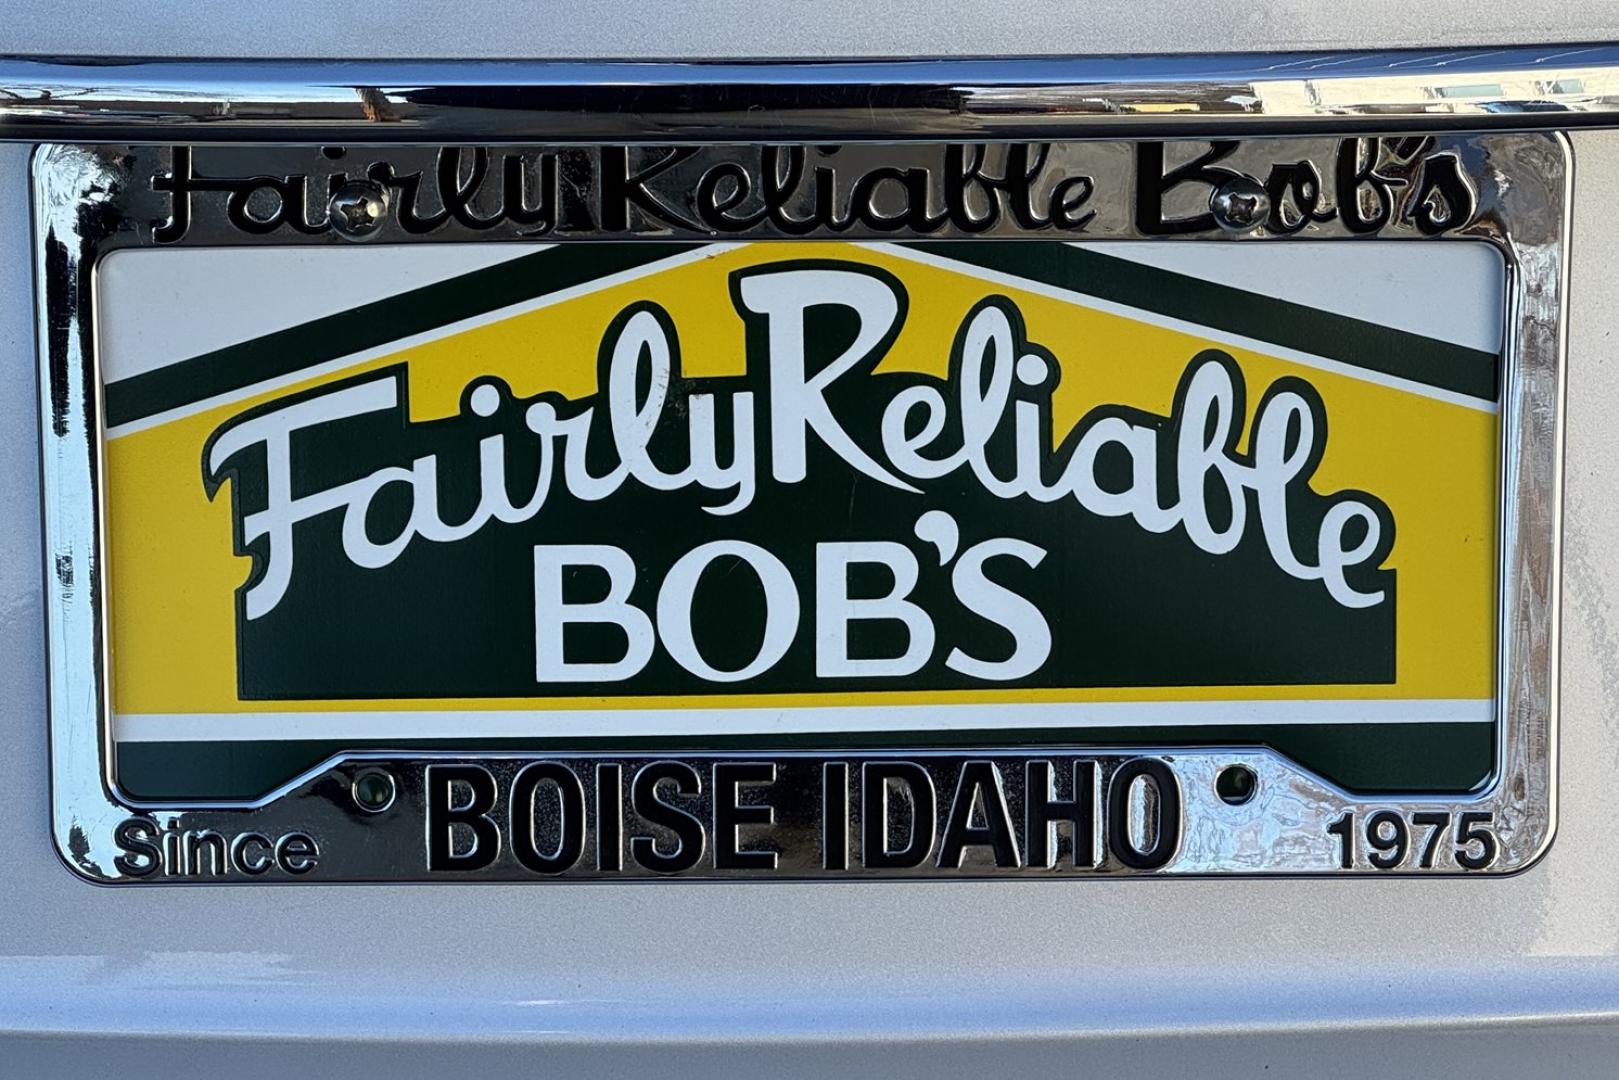 Fairly Reliable Bob's
Fairly Reliable
BOB'S
Since BOISE IDAHO 1975